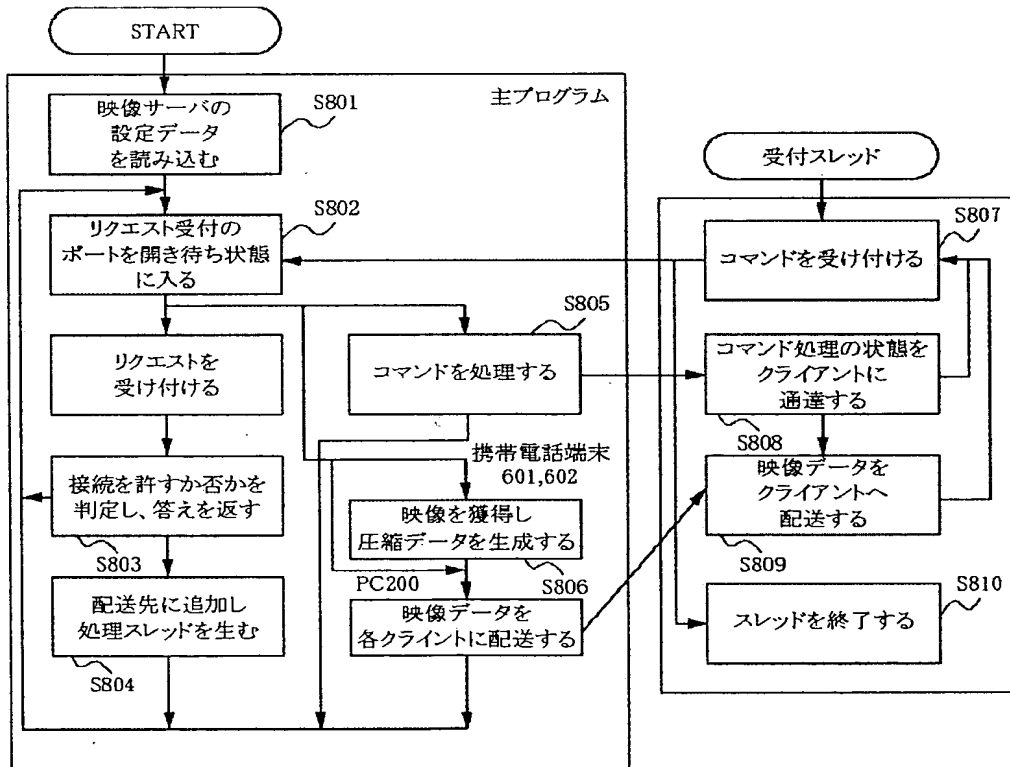 START
主プログラム
映像サーバの
設定データ
を読み込む
S801
リクエスト受付の
ポートを開き待ち状態
に入る
S802
リクエストを
受け付ける
接続を許すか否かを
判定し、答えを返す
S803
配送先に追加し
処理スレッドを生む
S804
S805
コマンドを処理する
携帯電話端末
601,602
映像を獲得し
圧縮データを生成する
S806
PC200
映像データを
各クライントに配送する
受付スレッド
S807
コマンドを受け付ける
コマンド処理の状態を
クライアントに
通達する
S808
映像データを
クライアントへ
配送する
S809
S810
スレッドを終了する